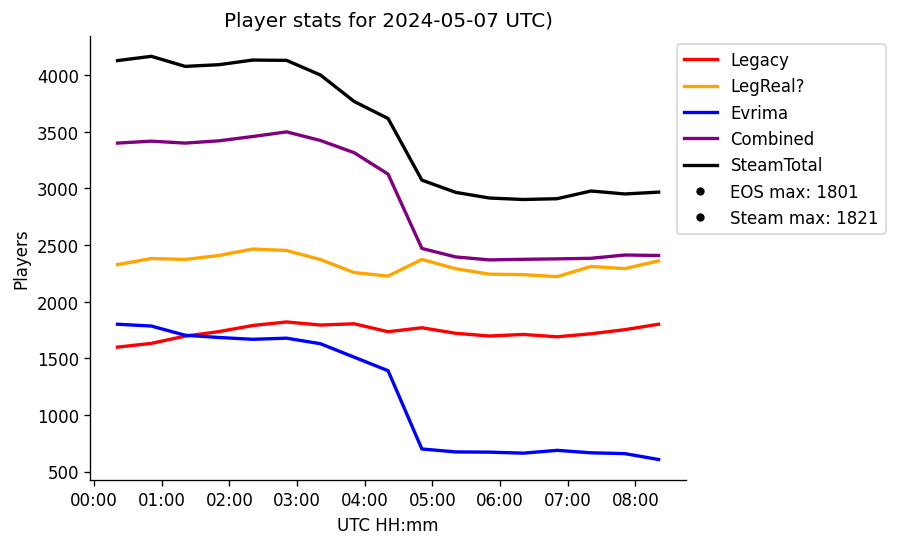 Player stats for 2024-05-07 UTC)
Legacy
LegReal?
Evrima
Combined
SteamTotal
EOS max: 1801
Steam max: 1821
Players
4000
3500
3000
2500
2000
1500
1000
500
00:00 01:00 02:00 03:00 04:00 05:00 06:00 07:00 08:00
UTC HH:mm